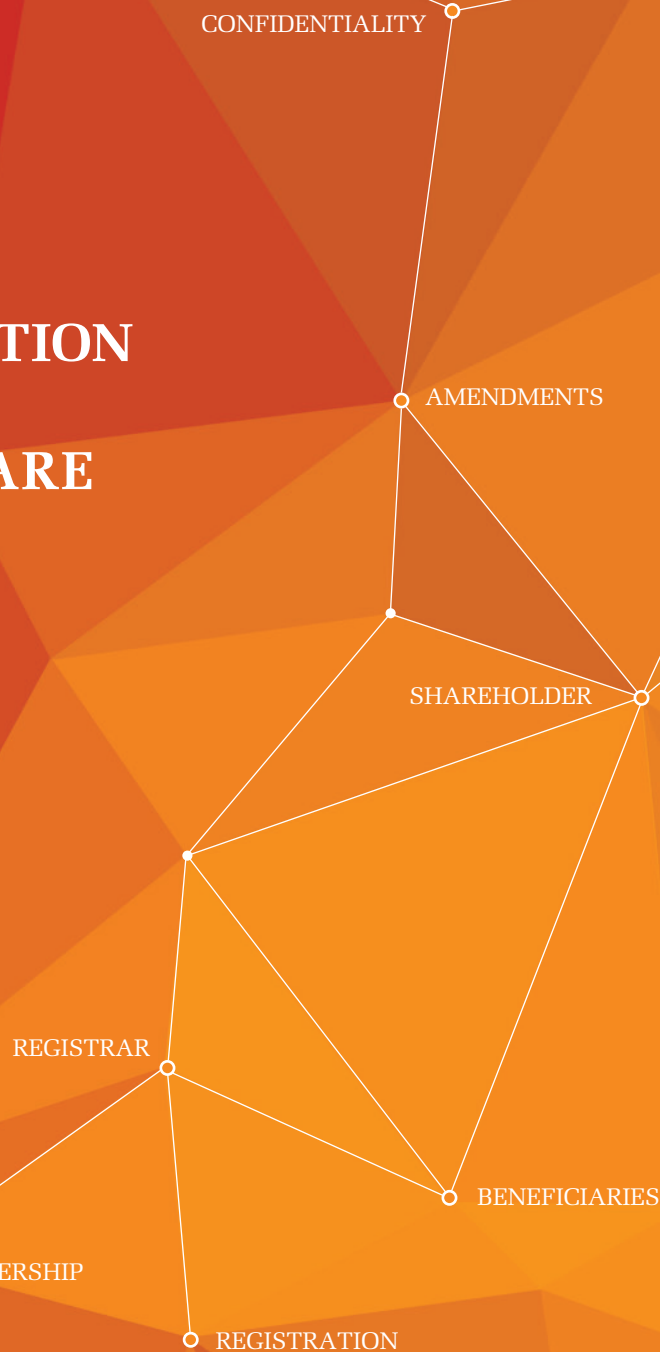 CONFIDENTIALITY
TION
AMENDMENTS
ARE
SHAREHOLDER
REGISTRAR
BENEFICIARIES
ERSHIP
REGISTRATION